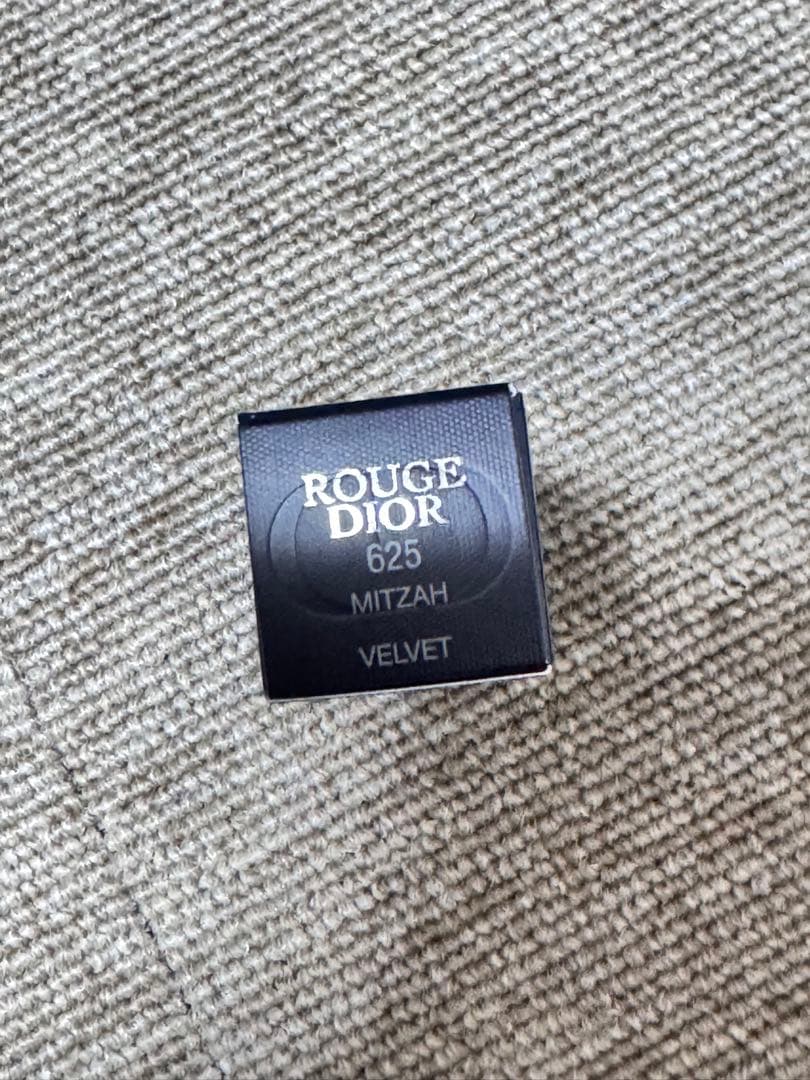 ROUGE
DIOR
625
MITZAH
VELVET